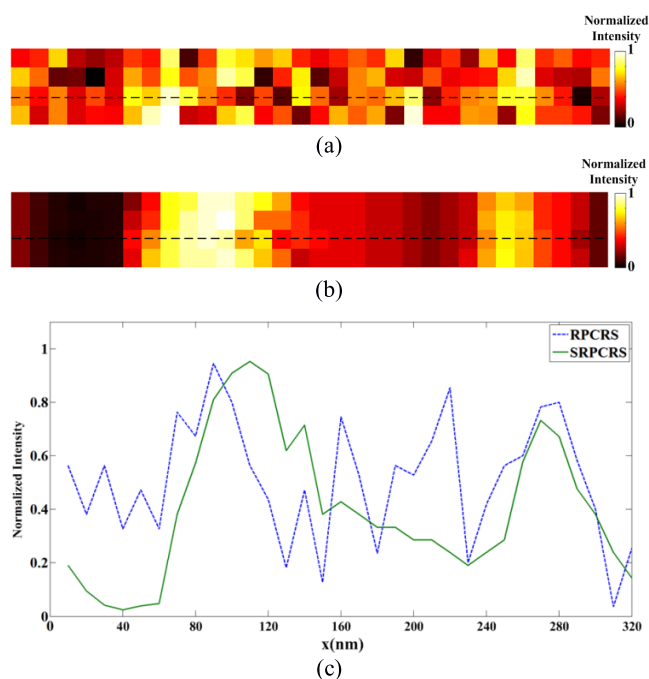 Normalized
Intensity
1
0
(a)
Normalized
Intensity
1
0
(b)
RPCRS
SRPCRS
Normalized Intensity
1
0.8
0.6
0.4
0.2
0
0 40 80 120 160 200 240 280 320
x(nm)
(c)